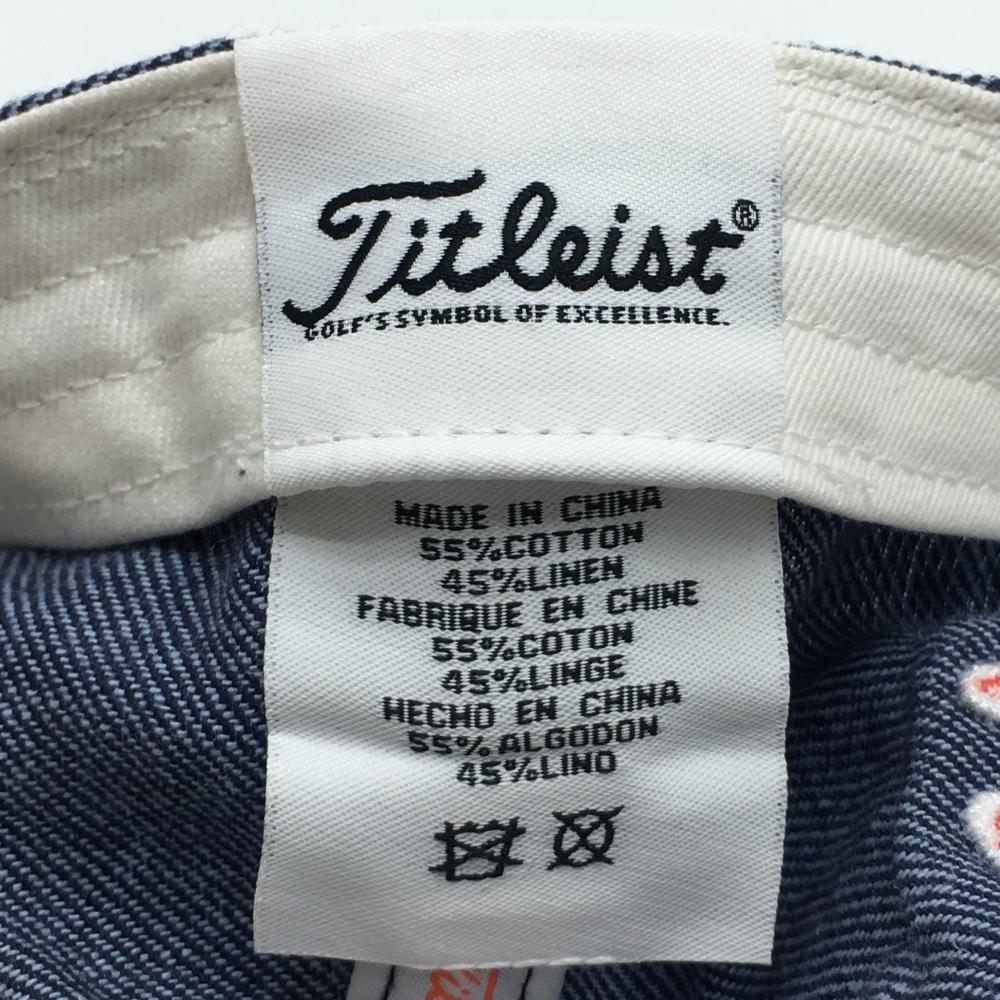 Titleist®
GOLF'S SYMBOL OF EXCELLENCE.
MADE IN CHINA
55%COTTON
45%LINEN
FABRIQUE EN CHINE
55%COTON
45%LINGE
HECHO EN CHINA
55%ALGODON
45%LINO